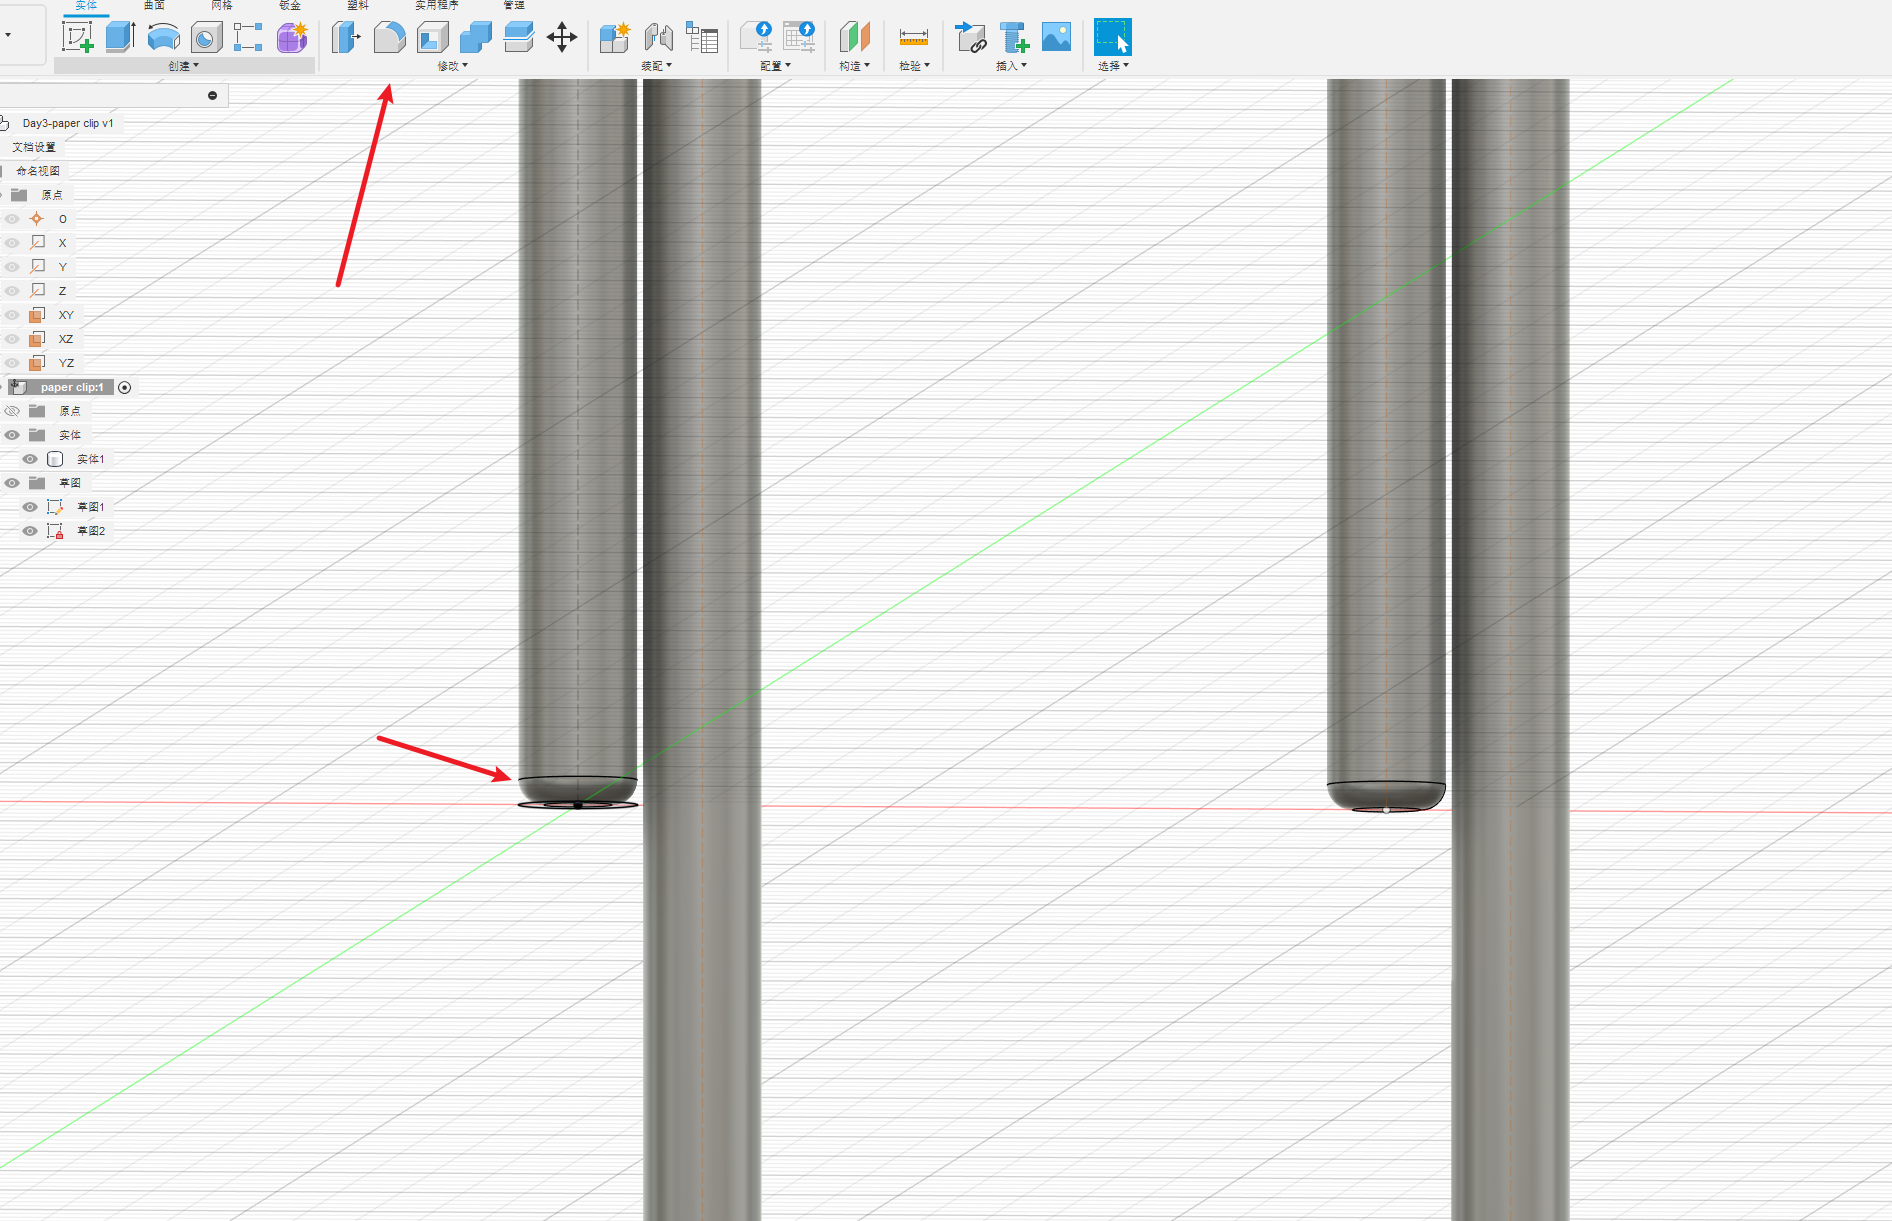 实体 曲面 网格 钣金 塑料 实用程序 管理
创建 修改 装配 配置 构造 检验 插入 选择
Day3-paper clip v1
文档设置
命名视图
原点
O
X
Y
Z
XY
XZ
YZ
paper clip:1
原点
实体
实体1
草图
草图1
草图2